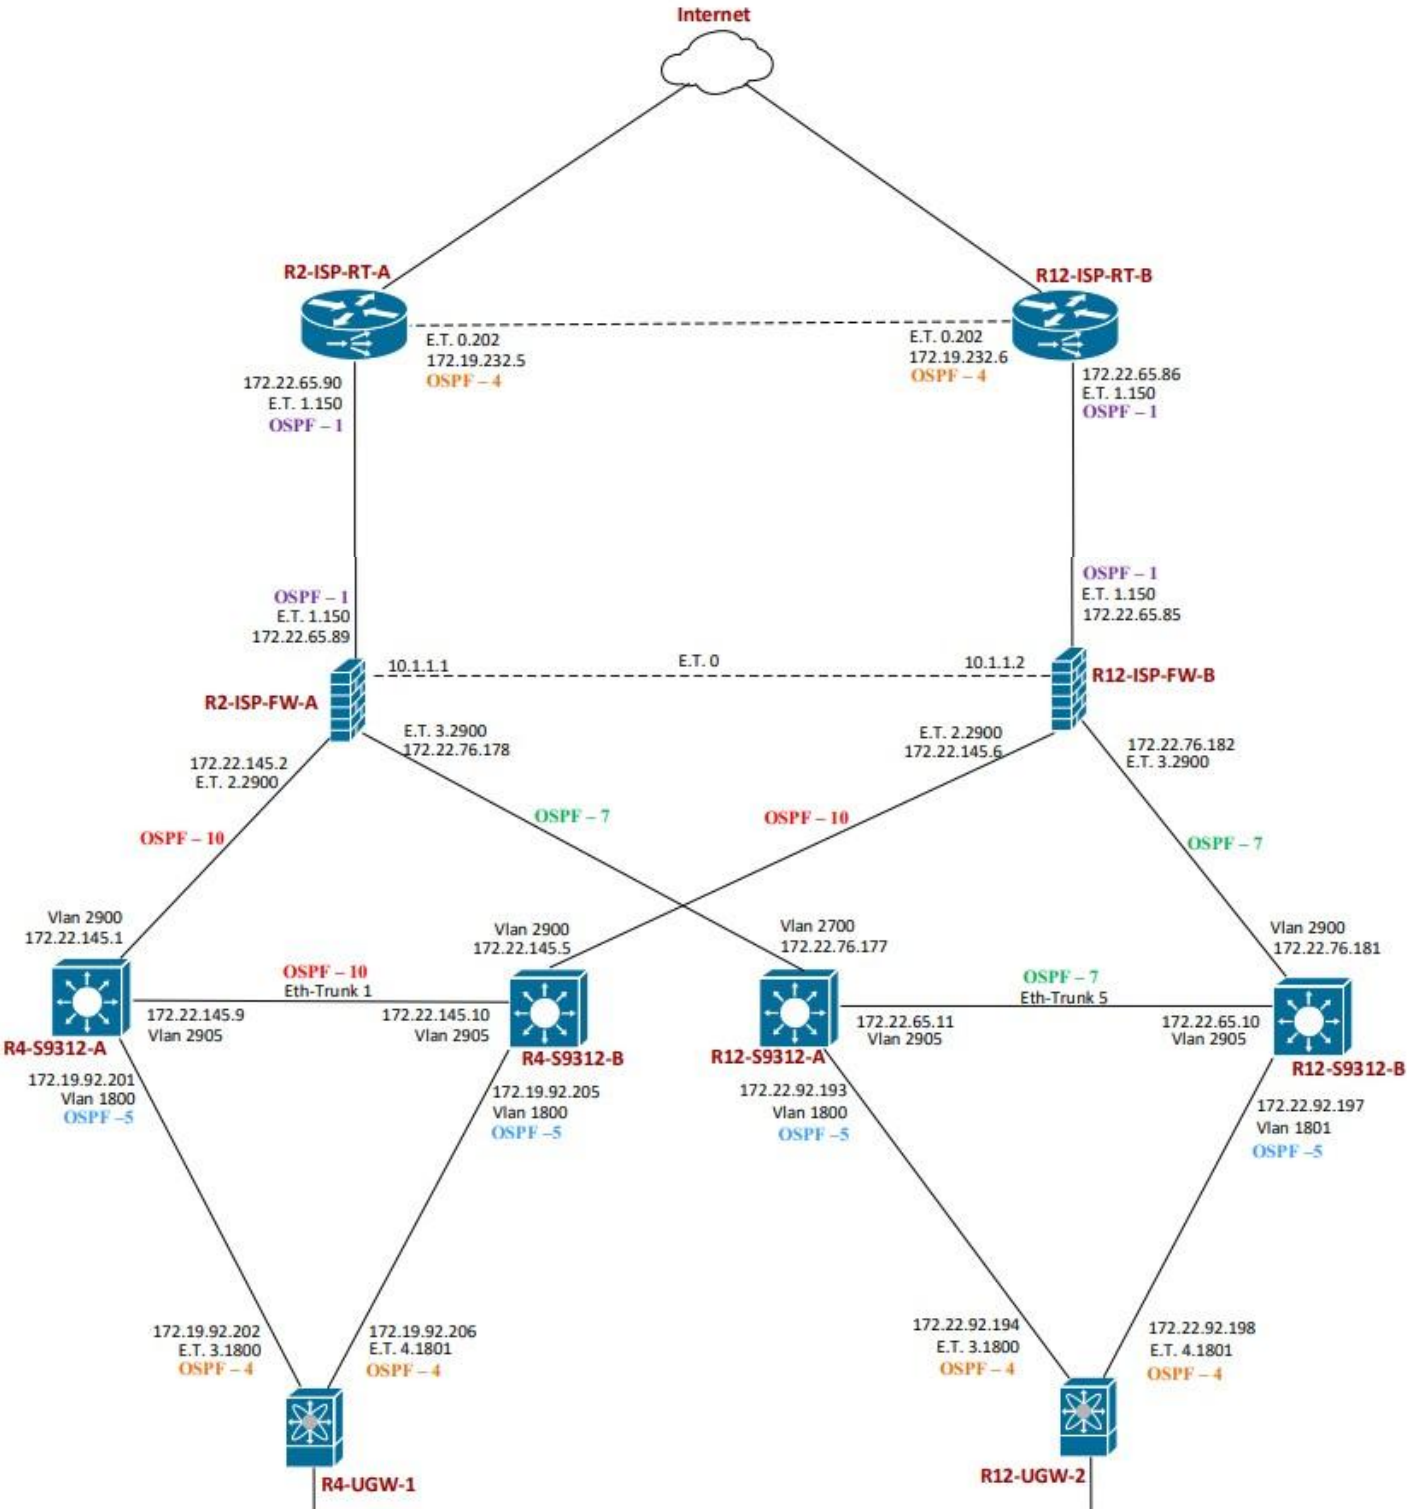 Internet
R2-ISP-RT-A
R12-ISP-RT-B
E.T. 0.202
172.19.232.5
OSPF – 4
E.T. 0.202
172.19.232.6
OSPF – 4
172.22.65.90
E.T. 1.150
OSPF – 1
172.22.65.86
E.T. 1.150
OSPF – 1
OSPF – 1
E.T. 1.150
172.22.65.89
OSPF – 1
E.T. 1.150
172.22.65.85
10.1.1.1
E.T. 0
10.1.1.2
R2-ISP-FW-A
R12-ISP-FW-B
172.22.145.2
E.T. 2.2900
E.T. 3.2900
172.22.76.178
E.T. 2.2900
172.22.145.6
172.22.76.182
E.T. 3.2900
OSPF – 10
OSPF – 7
OSPF – 10
OSPF – 7
Vlan 2900
172.22.145.1
Vlan 2900
172.22.145.5
Vlan 2700
172.22.76.177
Vlan 2900
172.22.76.181
OSPF – 10
Eth-Trunk 1
OSPF – 7
Eth-Trunk 5
172.22.145.9
Vlan 2905
172.22.145.10
Vlan 2905
172.22.65.11
Vlan 2905
172.22.65.10
Vlan 2905
R4-S9312-A
R4-S9312-B
R12-S9312-A
R12-S9312-B
172.19.92.201
Vlan 1800
OSPF –5
172.19.92.205
Vlan 1800
OSPF –5
172.22.92.193
Vlan 1800
OSPF –5
172.22.92.197
Vlan 1801
OSPF –5
172.19.92.202
E.T. 3.1800
OSPF – 4
172.19.92.206
E.T. 4.1801
OSPF – 4
172.22.92.194
E.T. 3.1800
OSPF – 4
172.22.92.198
E.T. 4.1801
OSPF – 4
R4-UGW-1
R12-UGW-2